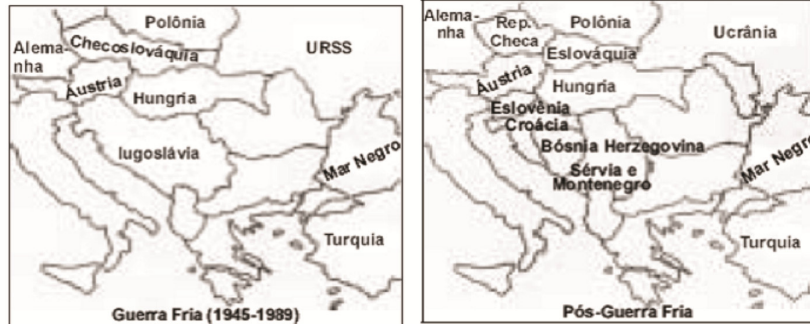 Polônia
Alema-
nha
Checoslováquia
URSS
Áustria
Hungria
Iugoslávia
Mar Negro
Turquia
Guerra Fria (1945-1989)
Polônia
Alema-
nha
Rep.
Checa
Ucrânia
Eslováquia
Áustria
Hungria
Eslovênia
Croácia
Bósnia Herzegovina
Sérvia e
Montenegro
Mar Negro
Turquia
Pós-Guerra Fria